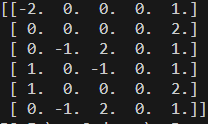 [[-2. 0. 0. 0. 1.]
[ 0. 0. 0. 0. 2.]
[ 0. -1. 2. 0. 1.]
[ 1. 0. -1. 0. 1.]
[ 1. 0. 0. 0. 2.]
[ 0. -1. 2. 0. 1.]]